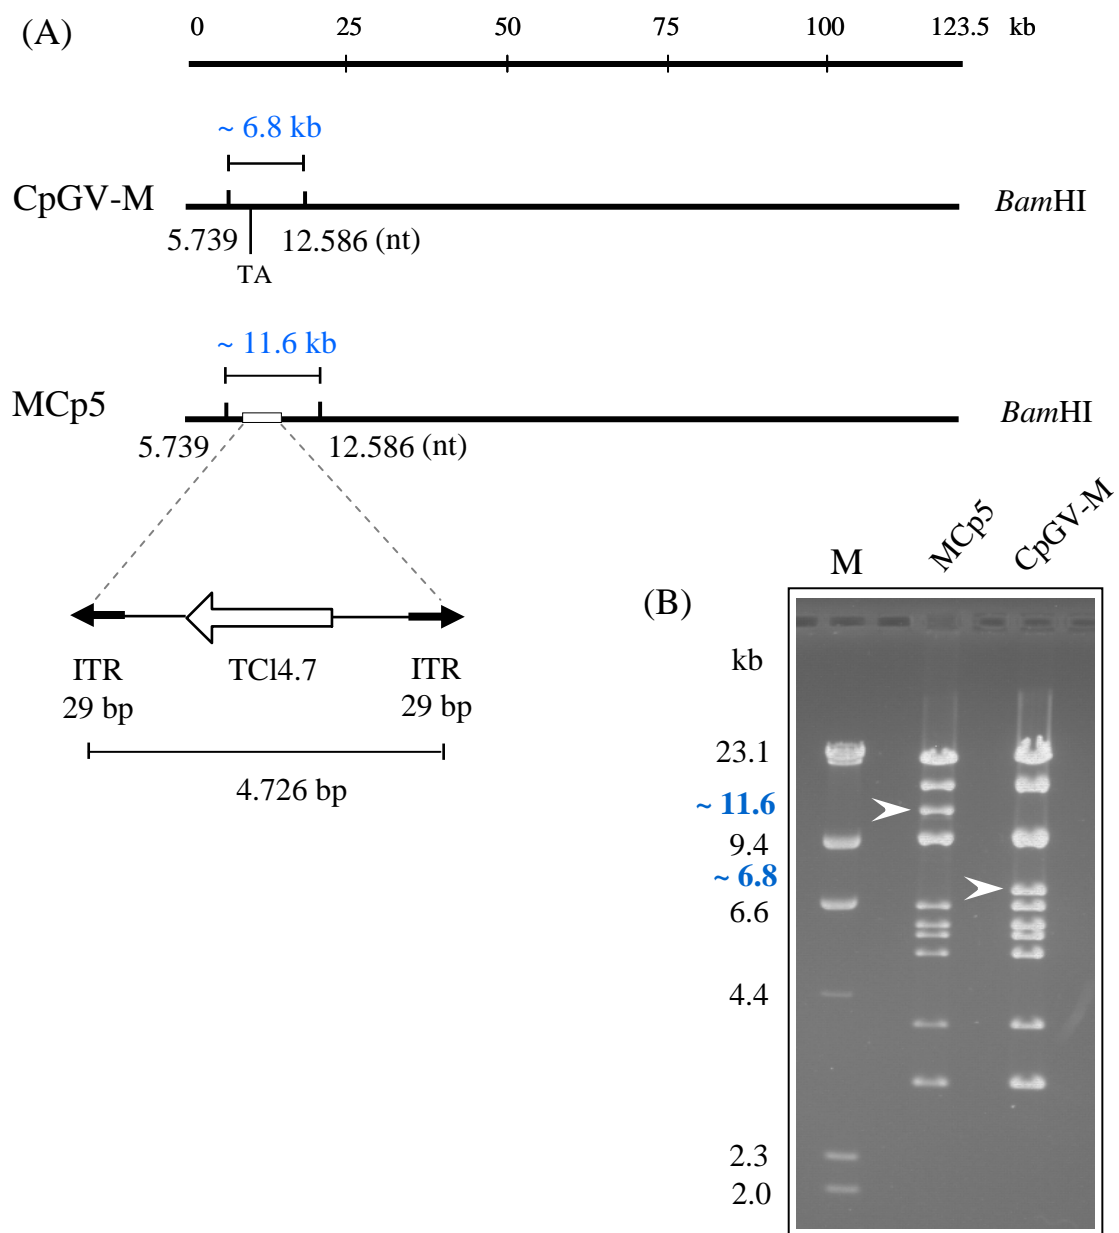 (A)
0 25 50 75 100 123.5 kb
~ 6.8 kb
CpGV-M BamHI
5.739 12.586 (nt)
TA
~ 11.6 kb
MCp5 BamHI
5.739 12.586 (nt)
ITR TCl4.7 ITR
29 bp 29 bp
4.726 bp
(B)
M MCp5 CpGV-M
kb
23.1
~ 11.6
9.4
~ 6.8
6.6
4.4
2.3
2.0